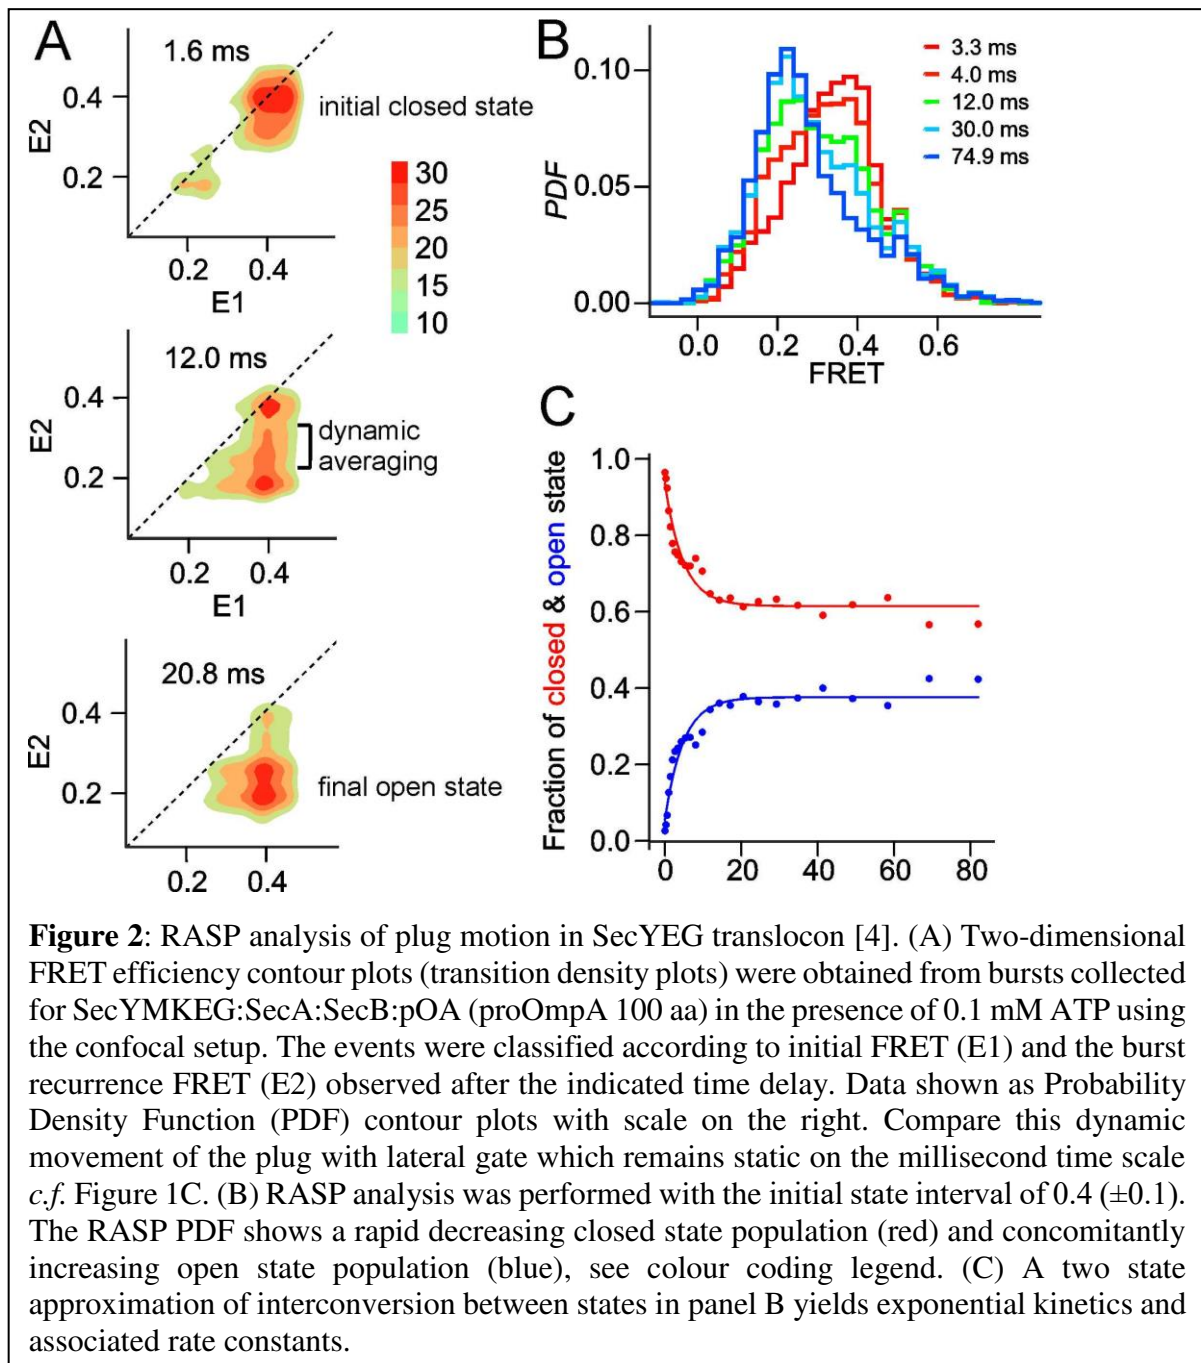 A
1.6 ms
initial closed state
E2
0.4
0.2
0.2 0.4
E1
30
25
20
15
10
12.0 ms
E2
0.4
0.2
dynamic
averaging
0.2 0.4
E1
20.8 ms
E2
0.4
0.2
final open state
0.2 0.4
B
PDF
0.10
0.05
0.00
3.3 ms
4.0 ms
12.0 ms
30.0 ms
74.9 ms
0.0 0.2 0.4 0.6
FRET
C
Fraction of closed & open state
1.0
0.8
0.6
0.4
0.2
0.0
0 20 40 60 80
Figure 2: RASP analysis of plug motion in SecYEG translocon [4]. (A) Two-dimensional
FRET efficiency contour plots (transition density plots) were obtained from bursts collected
for SecYMKEG:SecA:SecB:pOA (proOmpA 100 aa) in the presence of 0.1 mM ATP using
the confocal setup. The events were classified according to initial FRET (E1) and the burst
recurrence FRET (E2) observed after the indicated time delay. Data shown as Probability
Density Function (PDF) contour plots with scale on the right. Compare this dynamic
movement of the plug with lateral gate which remains static on the millisecond time scale
c.f. Figure 1C. (B) RASP analysis was performed with the initial state interval of 0.4 (±0.1).
The RASP PDF shows a rapid decreasing closed state population (red) and concomitantly
increasing open state population (blue), see colour coding legend. (C) A two state
approximation of interconversion between states in panel B yields exponential kinetics and
associated rate constants.